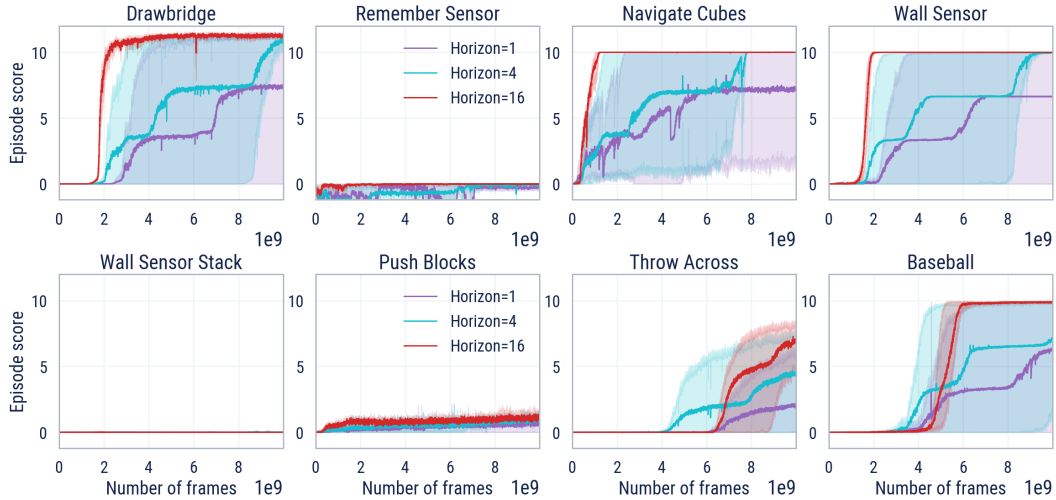 Drawbridge
Remember Sensor
Navigate Cubes
Wall Sensor
Episode score
10
5
0
0 2 4 6 8
1e9
Horizon=1
Horizon=4
Horizon=16
0 2 4 6 8
1e9
10
5
0
0 2 4 6 8
1e9
10
5
0
0 2 4 6 8
1e9
Wall Sensor Stack
Push Blocks
Throw Across
Baseball
Episode score
10
5
0
0 2 4 6 8
Number of frames 1e9
10
5
0
Horizon=1
Horizon=4
Horizon=16
0 2 4 6 8
Number of frames 1e9
10
5
0
0 2 4 6 8
Number of frames 1e9
10
5
0
0 2 4 6 8
Number of frames 1e9